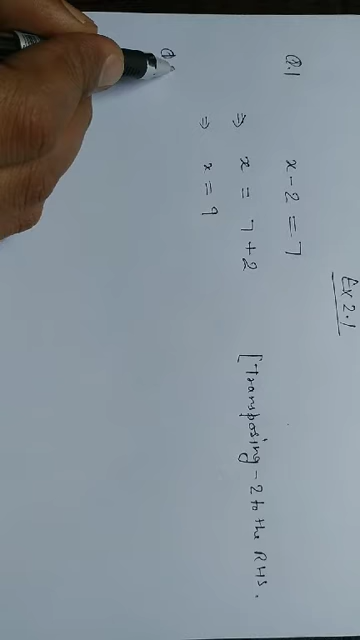 Ex 2.1
Q.1 x - 2 = 7
⇒ x = 7 + 2 [Transposing - 2 to the RHS.
⇒ x = 9